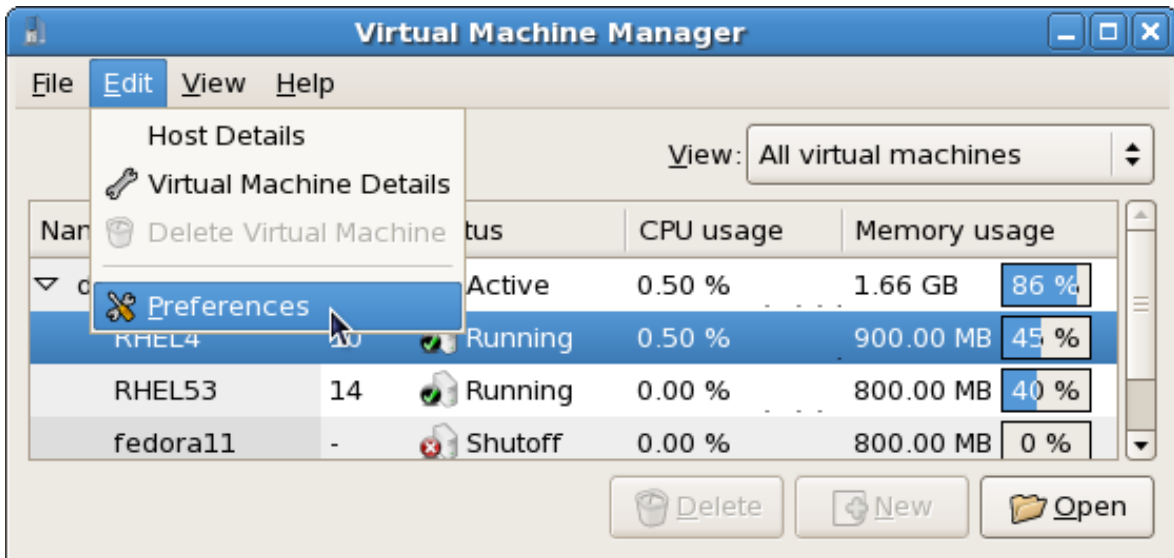 Virtual Machine Manager
File Edit View Help
Host Details
View: All virtual machines
Virtual Machine Details
Delete Virtual Machine
CPU usage Memory usage
Active 0.50 % 1.66 GB 86 %
Preferences
RHEL4 Running 0.50 % 900.00 MB 45 %
RHEL53 14 Running 0.00 % 800.00 MB 40 %
fedora11 - Shutoff 0.00 % 800.00 MB 0 %
Delete New Open